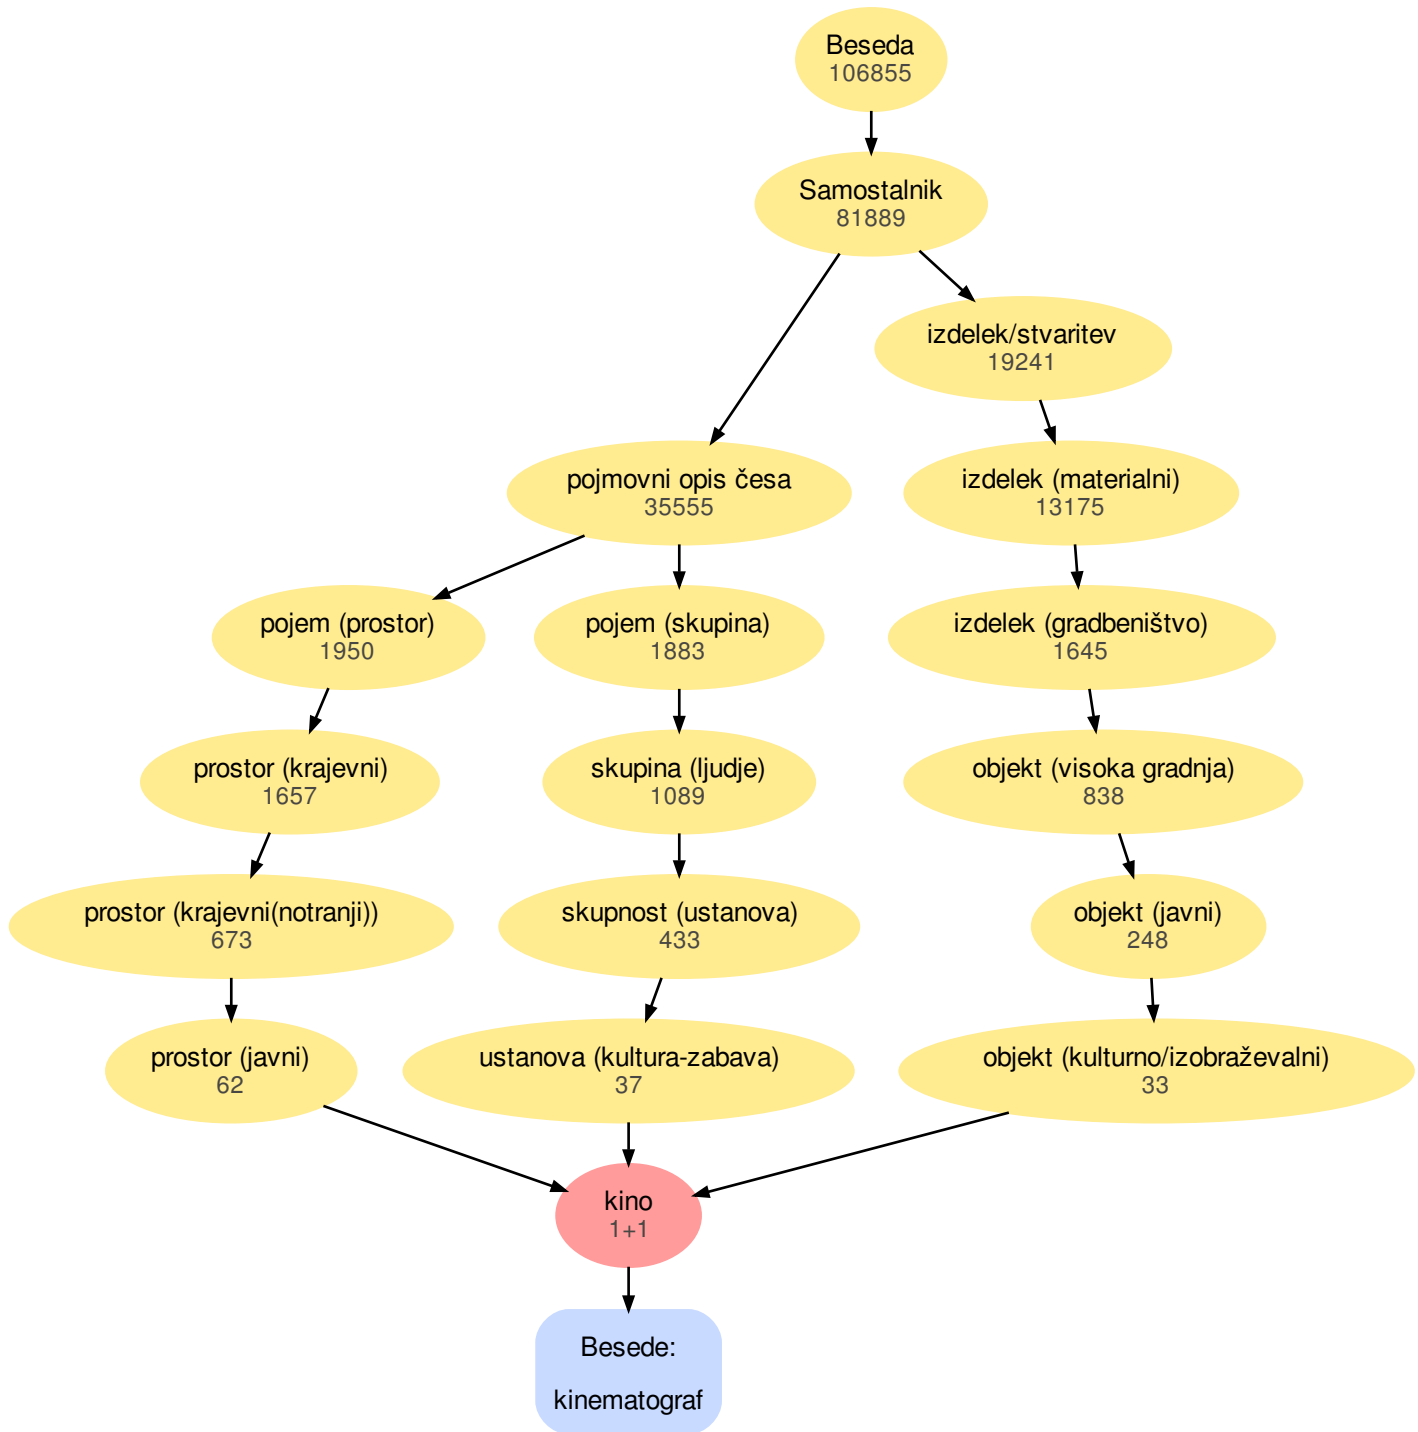 Beseda
106855
Samostalnik
81889
izdelek/stvaritev
19241
pojmovni opis česa
35555
izdelek (materialni)
13175
pojem (prostor)
1950
pojem (skupina)
1883
izdelek (gradbeništvo)
1645
prostor (krajevni)
1657
skupina (ljudje)
1089
objekt (visoka gradnja)
838
prostor (krajevni(notranji))
673
skupnost (ustanova)
433
objekt (javni)
248
prostor (javni)
62
ustanova (kultura-zabava)
37
objekt (kulturno/izobraževalni)
33
kino
1+1
Besede:
kinematograf